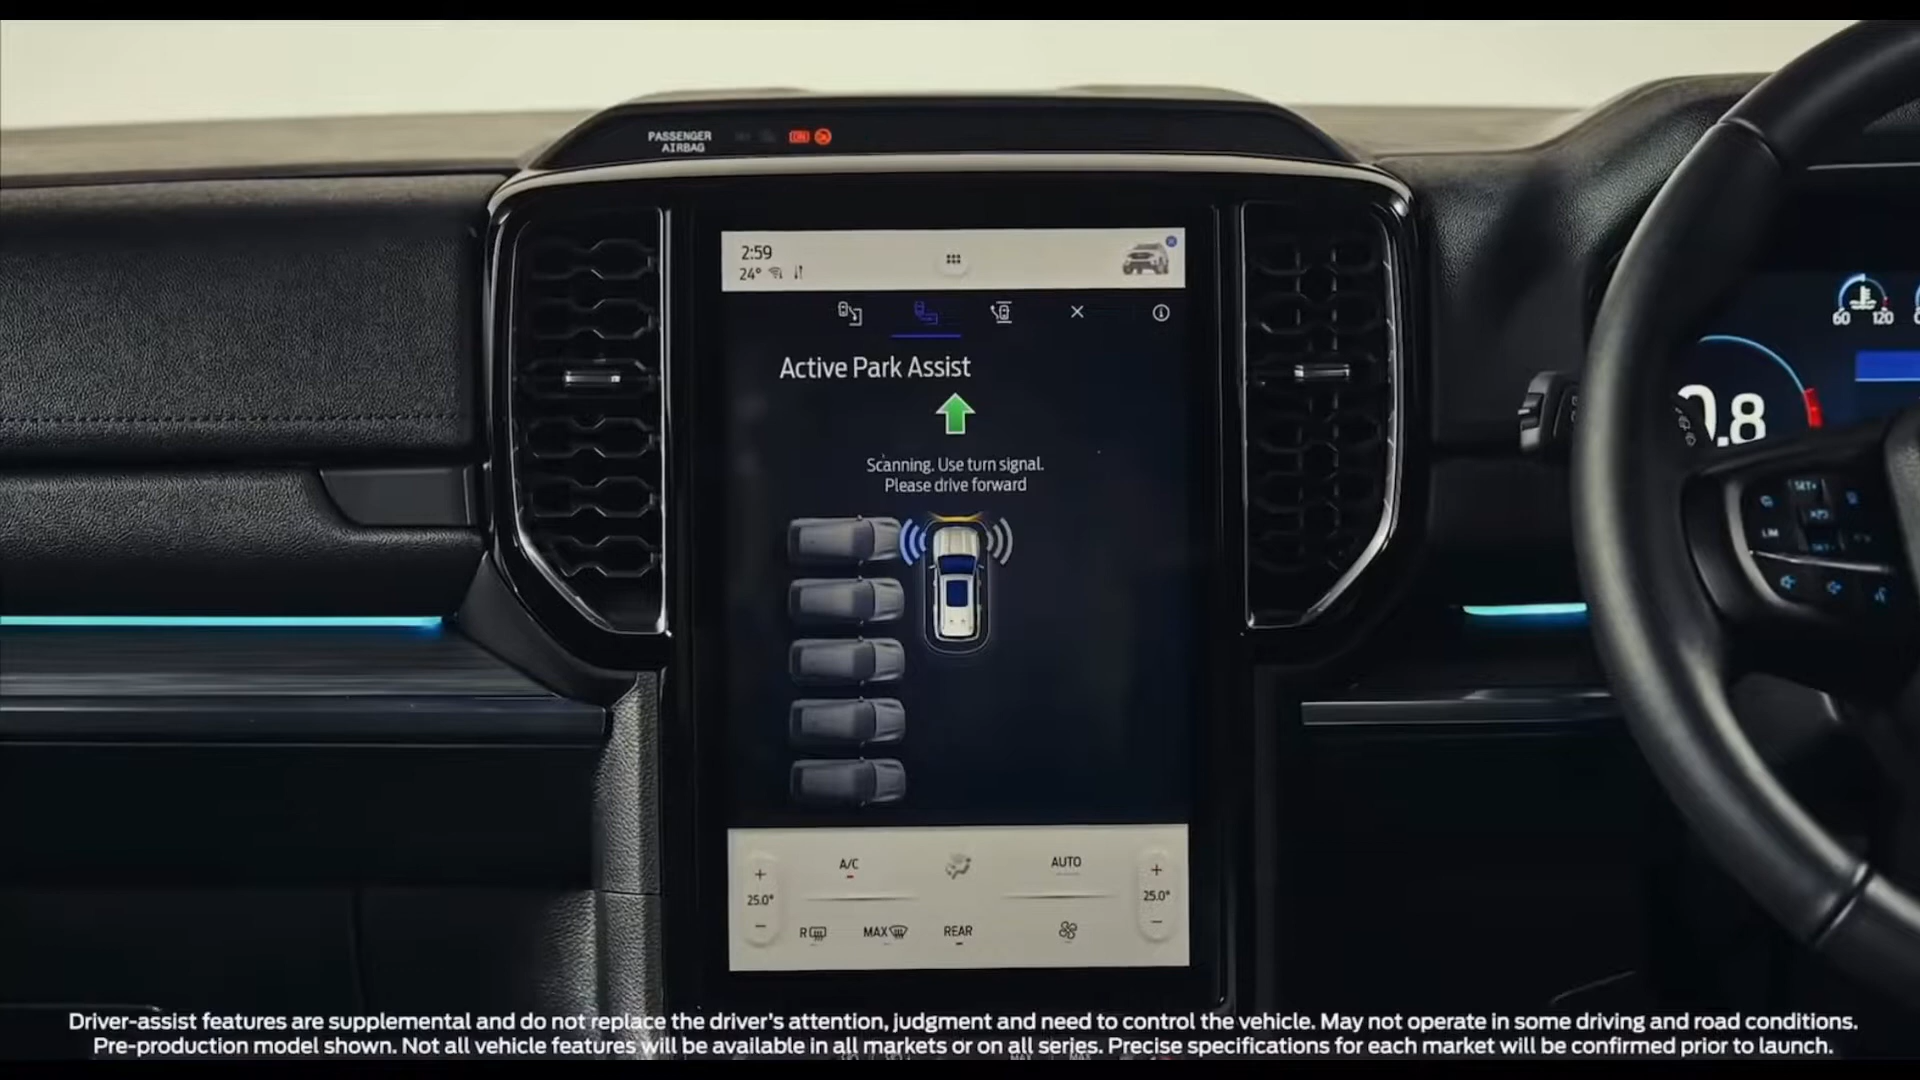 PASSENGER
AIRBAG
ON
2:59
24°
Active Park Assist
Scanning. Use turn signal.
Please drive forward
60 120
0.8
SET+
LIM
A/C
AUTO
25.0°
25.0°
R
MAX
REAR
Driver-assist features are supplemental and do not replace the driver's attention, judgment and need to control the vehicle. May not operate in some driving and road conditions.
Pre-production model shown. Not all vehicle features will be available in all markets or on all series. Precise specifications for each market will be confirmed prior to launch.